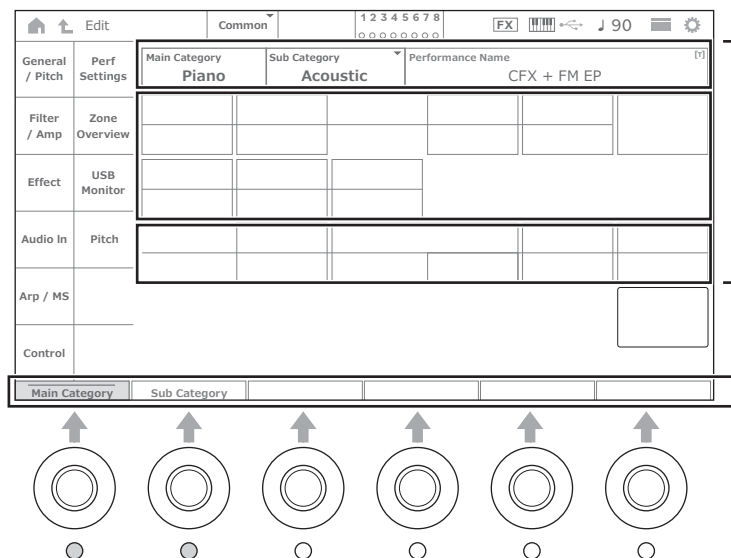 Edit
Common
1 2 3 4 5 6 7 8
FX
♩ 90
General / Pitch
Perf Settings
Main Category
Piano
Sub Category
Acoustic
Performance Name
[T]
CFX + FM EP
Filter / Amp
Zone Overview
Effect
USB Monitor
Audio In
Pitch
Arp / MS
Control
Main Category
Sub Category